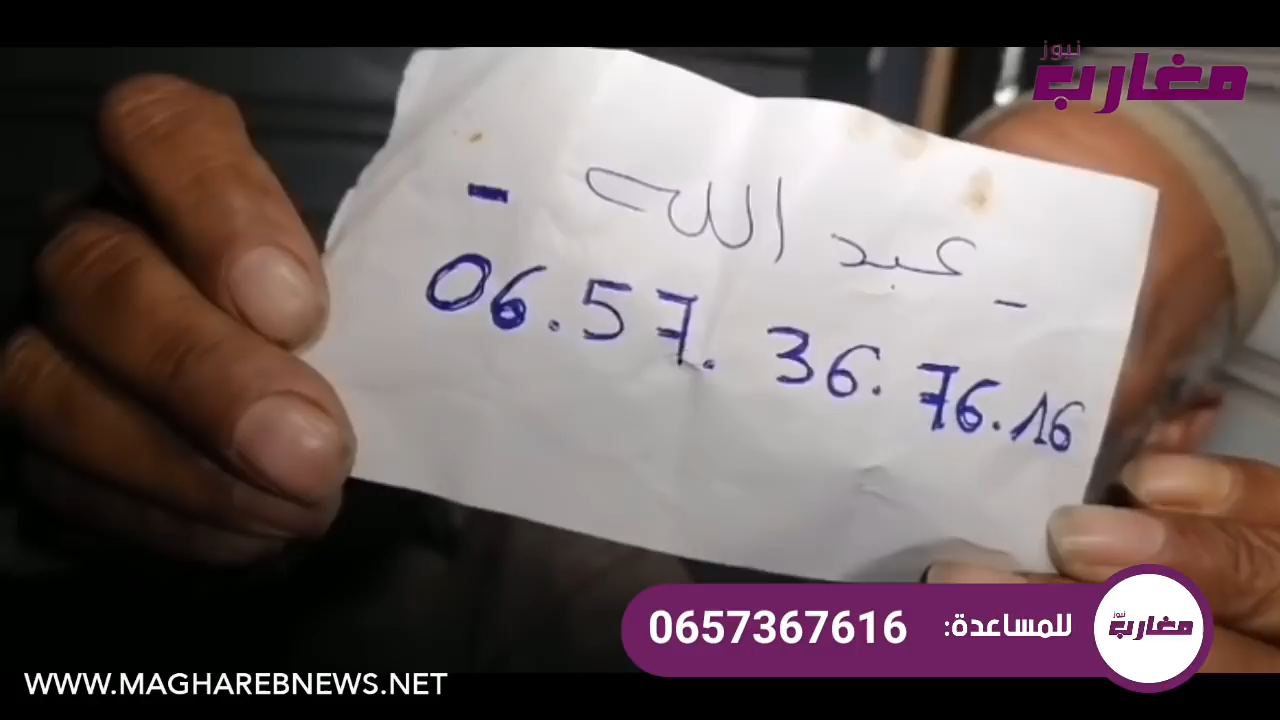 نيوز
مغارب
- عبد الله -
06.57.36.76.16
للمساعدة: 0657367616
نيوز
مغارب
WWW.MAGHAREBNEWS.NET